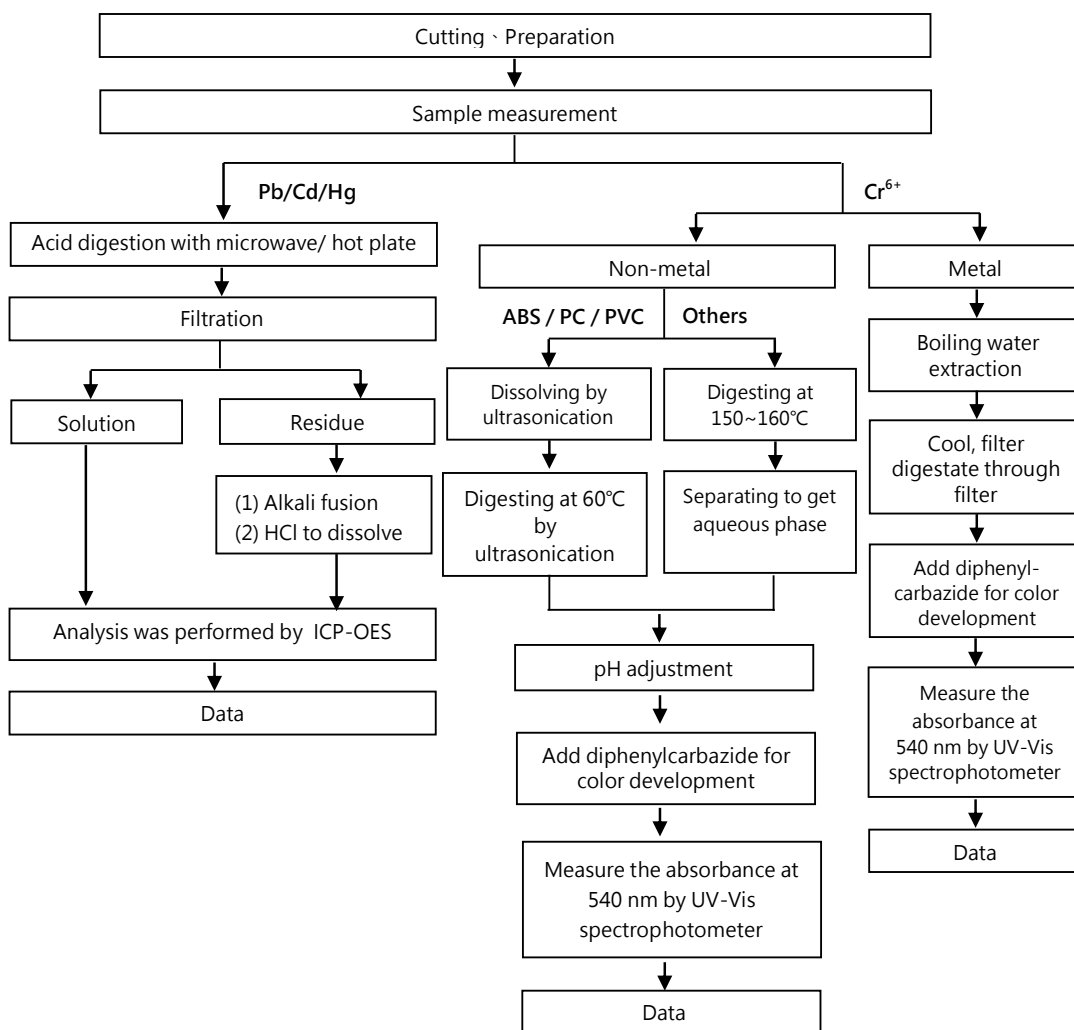 Cutting、Preparation
Sample measurement
Pb/Cd/Hg
Cr⁶⁺
Acid digestion with microwave/ hot plate
Filtration
Solution
Residue
(1) Alkali fusion
(2) HCl to dissolve
Analysis was performed by ICP-OES
Data
Non-metal
ABS / PC / PVC
Others
Dissolving by
ultrasonication
Digesting at 60℃
by
ultrasonication
Digesting at
150~160℃
Separating to get
aqueous phase
pH adjustment
Add diphenylcarbazide for
color development
Measure the absorbance at
540 nm by UV-Vis
spectrophotometer
Data
Metal
Boiling water
extraction
Cool, filter
digestate through
filter
Add diphenyl-
carbazide for color
development
Measure the
absorbance at
540 nm by UV-Vis
spectrophotometer
Data